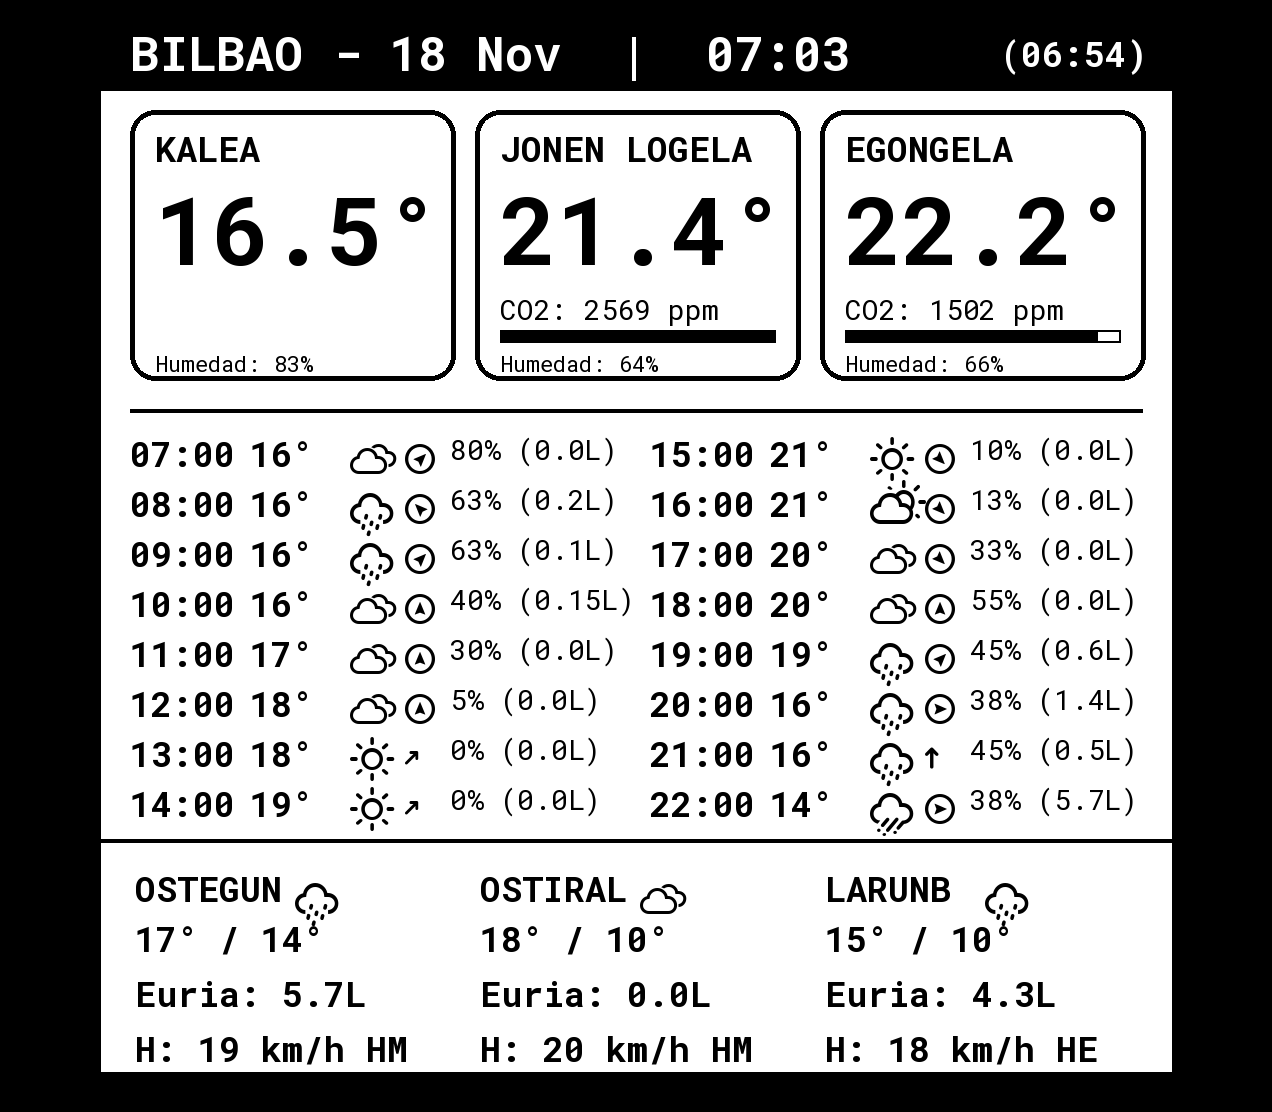 BILBAO - 18 Nov | 07:03 (06:54)
KALEA
16.5°
Humedad: 83%
JONEN LOGELA
21.4°
CO2: 2569 ppm
Humedad: 64%
EGONGELA
22.2°
CO2: 1502 ppm
Humedad: 66%
07:00 16° 80% (0.0L)
08:00 16° 63% (0.2L)
09:00 16° 63% (0.1L)
10:00 16° 40% (0.15L)
11:00 17° 30% (0.0L)
12:00 18° 5% (0.0L)
13:00 18° 0% (0.0L)
14:00 19° 0% (0.0L)
15:00 21° 10% (0.0L)
16:00 21° 13% (0.0L)
17:00 20° 33% (0.0L)
18:00 20° 55% (0.0L)
19:00 19° 45% (0.6L)
20:00 16° 38% (1.4L)
21:00 16° 45% (0.5L)
22:00 14° 38% (5.7L)
OSTEGUN
17° / 14°
Euria: 5.7L
H: 19 km/h HM
OSTIRAL
18° / 10°
Euria: 0.0L
H: 20 km/h HM
LARUNB
15° / 10°
Euria: 4.3L
H: 18 km/h HE